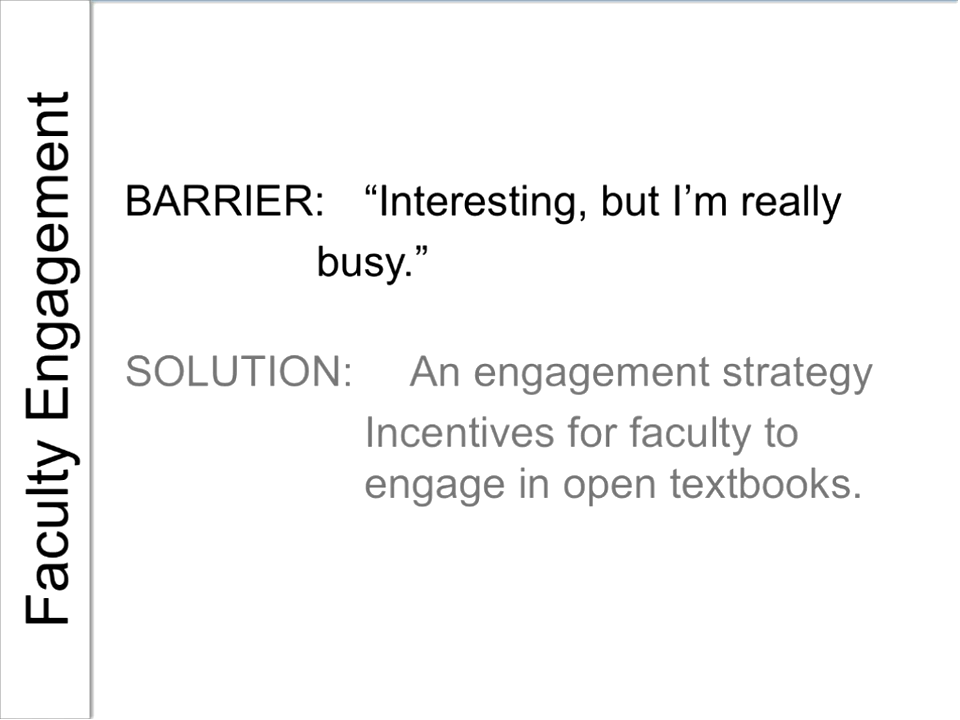 Faculty Engagement
BARRIER: “Interesting, but I’m really
busy.”
SOLUTION: An engagement strategy
Incentives for faculty to
engage in open textbooks.